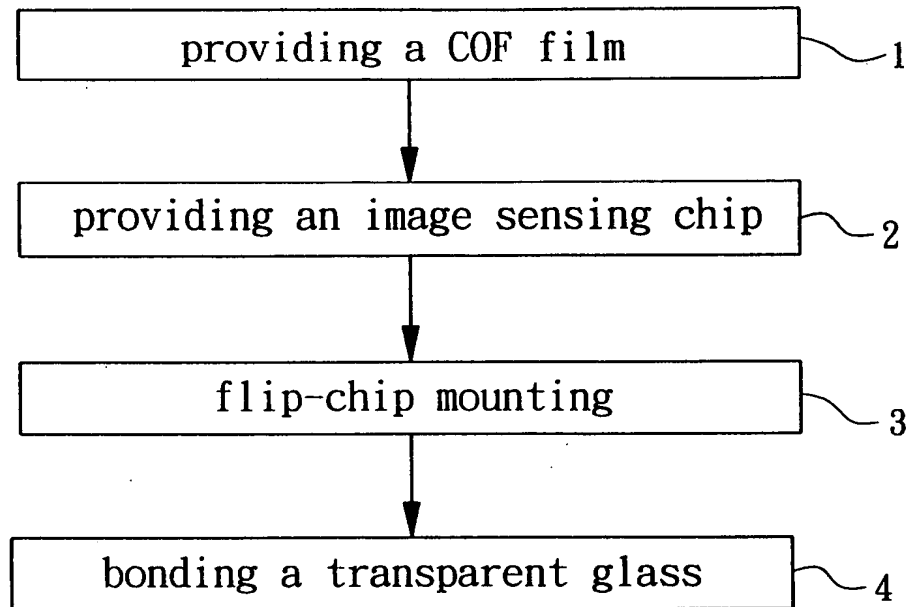 providing a COF film
1
providing an image sensing chip
2
flip-chip mounting
3
bonding a transparent glass
4